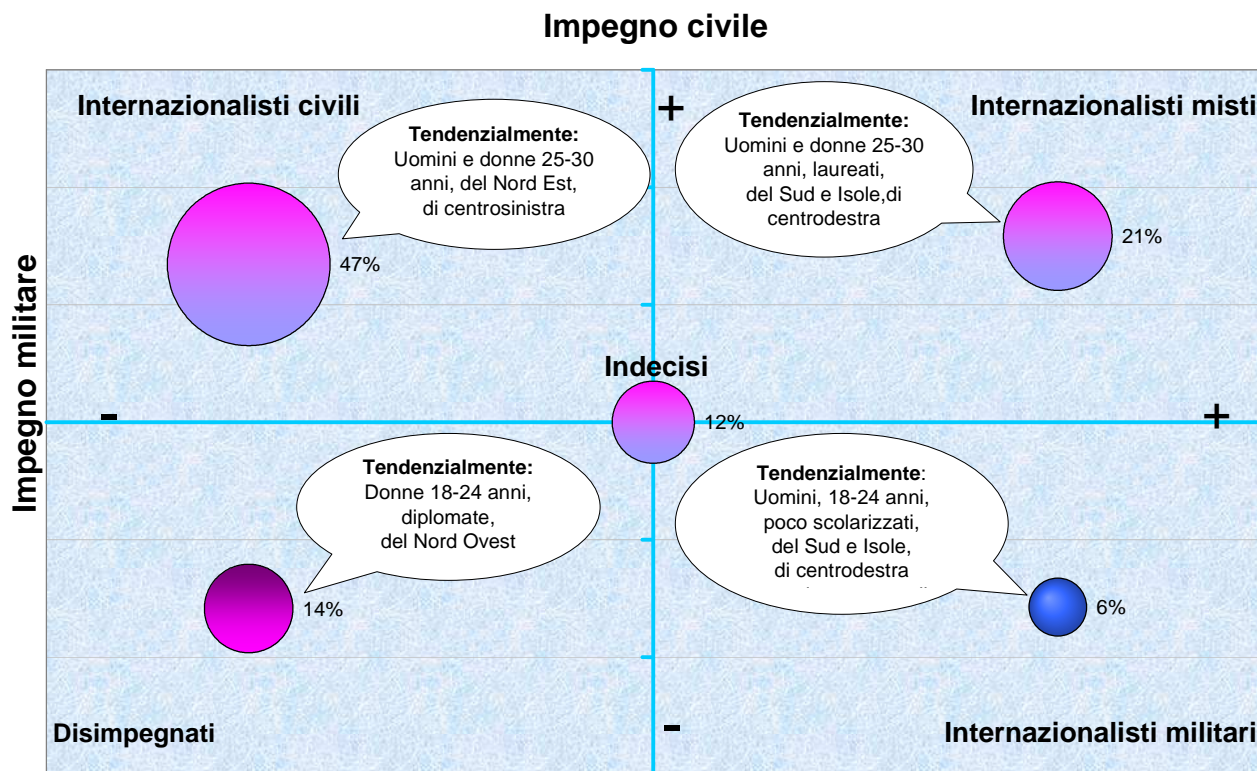 Impegno civile
Internazionalisti civili
+
Internazionalisti misti
Tendenzialmente:
Uomini e donne 25-30
anni, del Nord Est,
di centrosinistra
Tendenzialmente:
Uomini e donne 25-30
anni, laureati,
del Sud e Isole,di
centrodestra
47%
21%
Impegno militare
Indecisi
-
+
12%
Tendenzialmente:
Donne 18-24 anni,
diplomate,
del Nord Ovest
Tendenzialmente:
Uomini, 18-24 anni,
poco scolarizzati,
del Sud e Isole,
di centrodestra
14%
6%
Disimpegnati
-
Internazionalisti militari